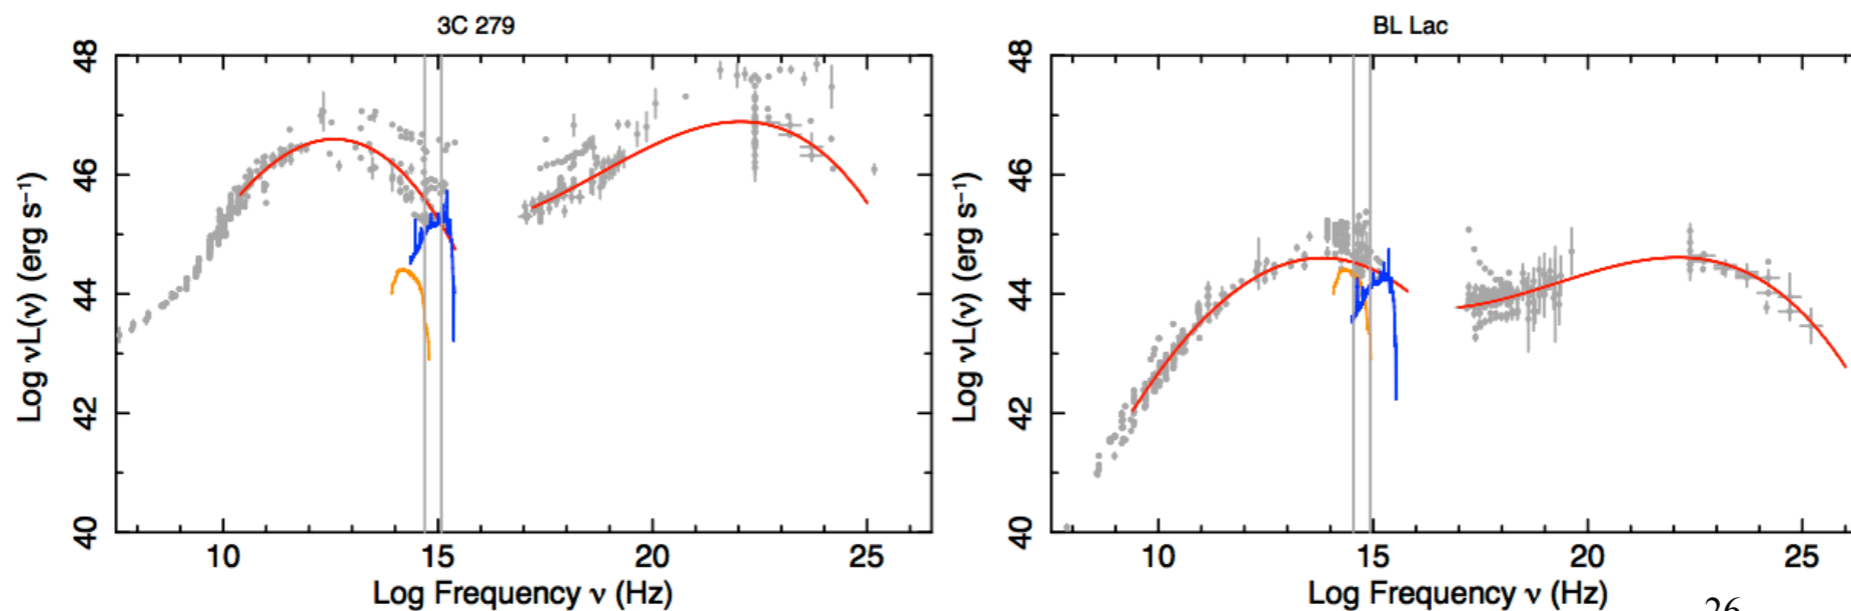 3C 279
BL Lac
48
46
44
42
40
Log νL(ν) (erg s⁻¹)
10 15 20 25
Log Frequency ν (Hz)
48
46
44
42
40
Log νL(ν) (erg s⁻¹)
10 15 20 25
Log Frequency ν (Hz)